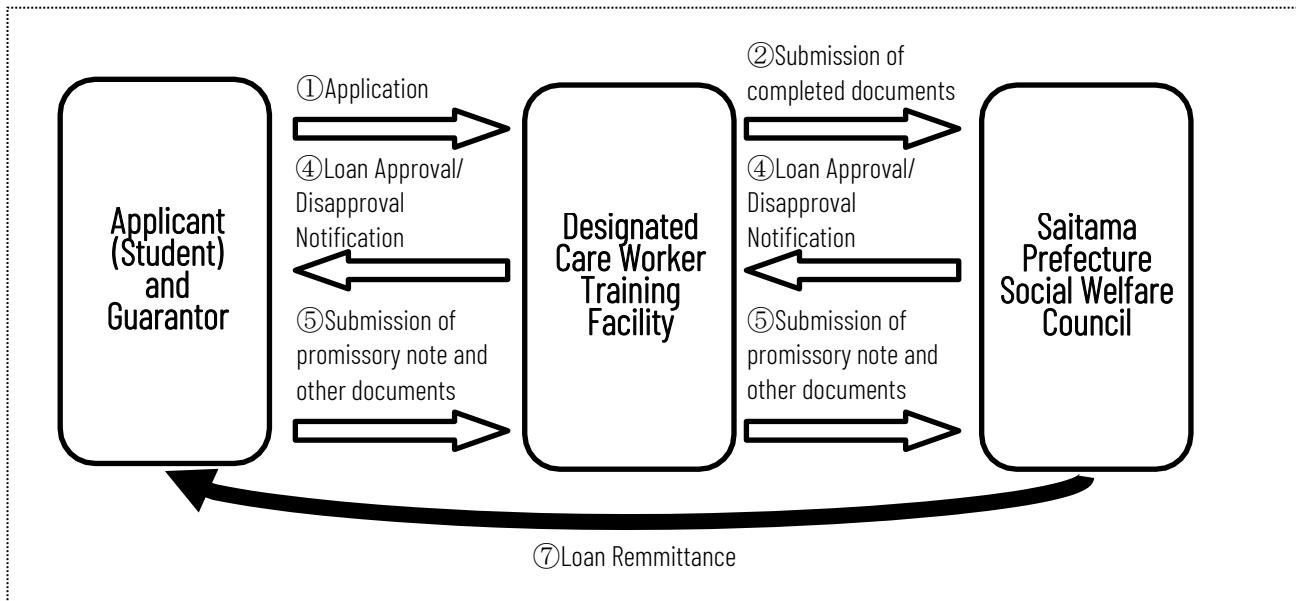 Applicant
(Student)
and
Guarantor
①Application
④Loan Approval/
Disapproval
Notification
⑤Submission of
promissory note and
other documents
Designated
Care Worker
Training
Facility
②Submission of
completed documents
④Loan Approval/
Disapproval
Notification
⑤Submission of
promissory note and
other documents
Saitama
Prefecture
Social Welfare
Council
⑦Loan Remmittance